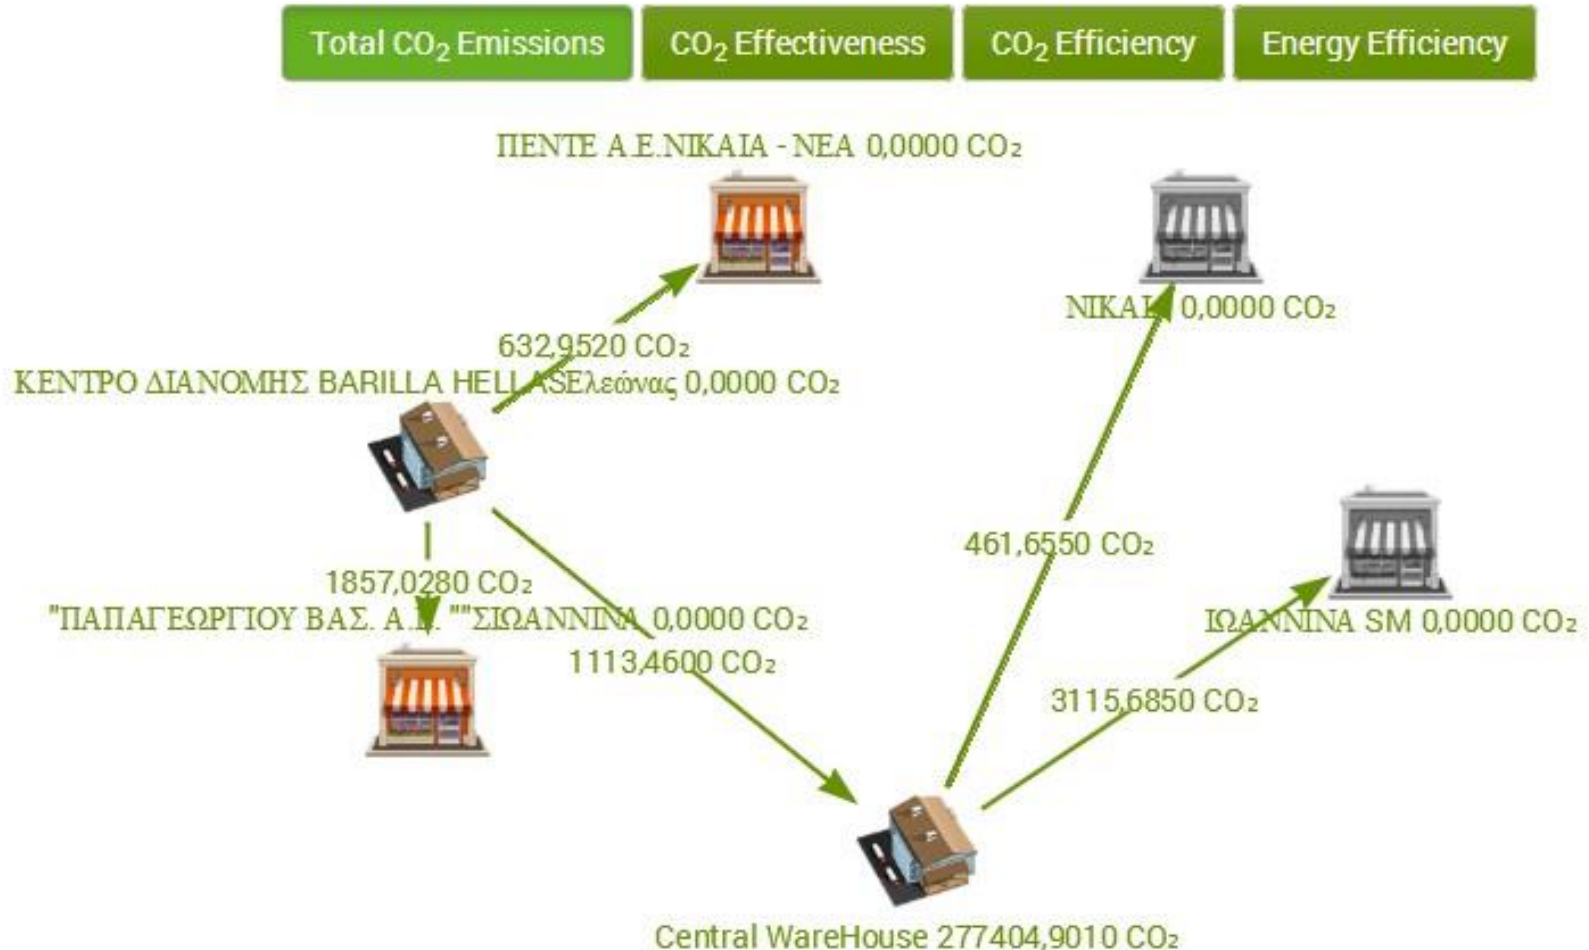 Total CO₂ Emissions
CO₂ Effectiveness
CO₂ Efficiency
Energy Efficiency
ΠΕΝΤΕ Α.Ε.ΝΙΚΑΙΑ - ΝΕΑ 0,0000 CO₂
ΝΙΚΑΙΑ 0,0000 CO₂
632,9520 CO₂
ΚΕΝΤΡΟ ΔΙΑΝΟΜΗΣ BARILLA HELLASΕλεώνας 0,0000 CO₂
461,6550 CO₂
1857,0280 CO₂
"ΠΑΠΑΓΕΩΡΓΙΟΥ ΒΑΣ. Α.Ε. ""ΣΙΩΑΝΝΙΝΑ 0,0000 CO₂
ΙΩΑΝΝΙΝΑ SM 0,0000 CO₂
1113,4600 CO₂
3115,6850 CO₂
Central WareHouse 277404,9010 CO₂